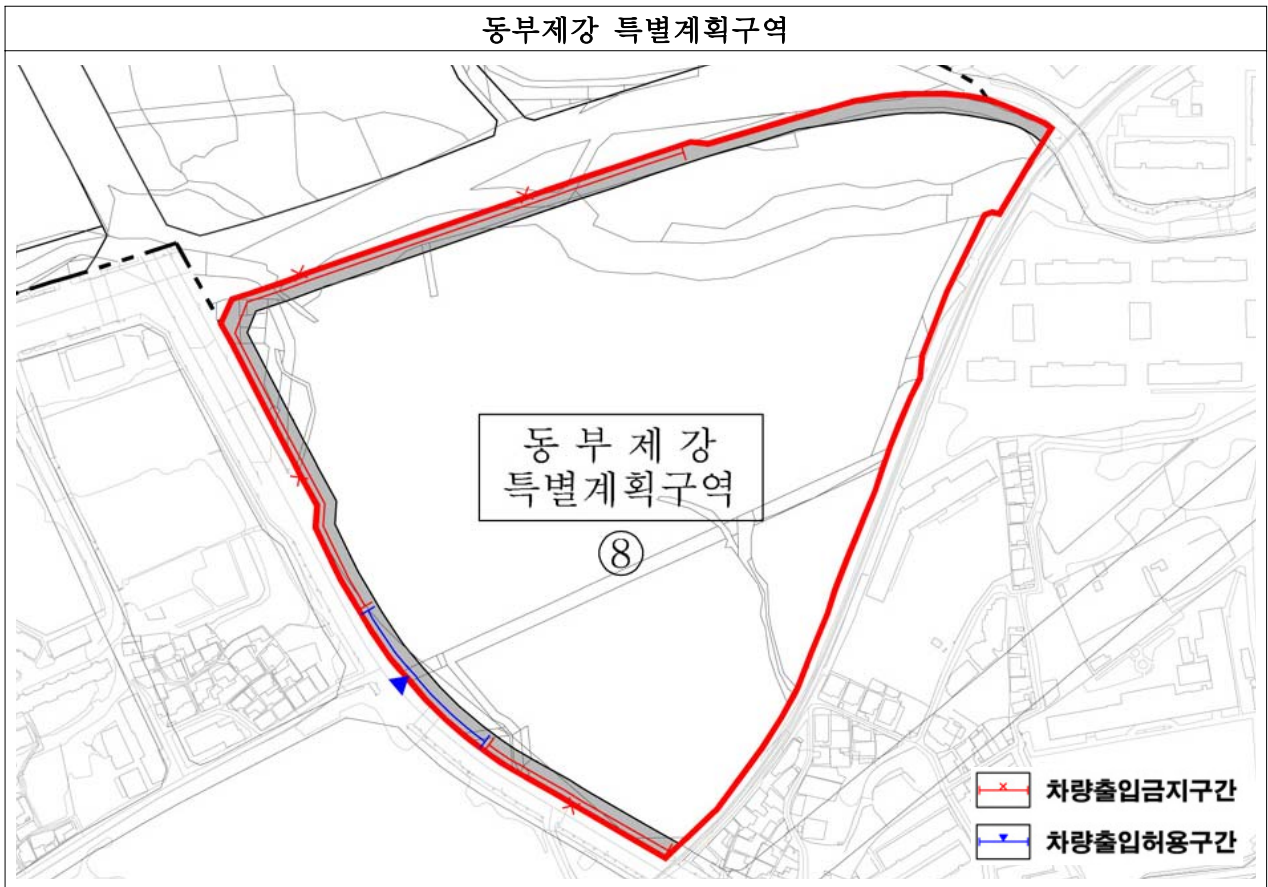 동부제강 특별계획구역
동 부 제 강
특별계획구역
⑧
차량출입금지구간
차량출입허용구간